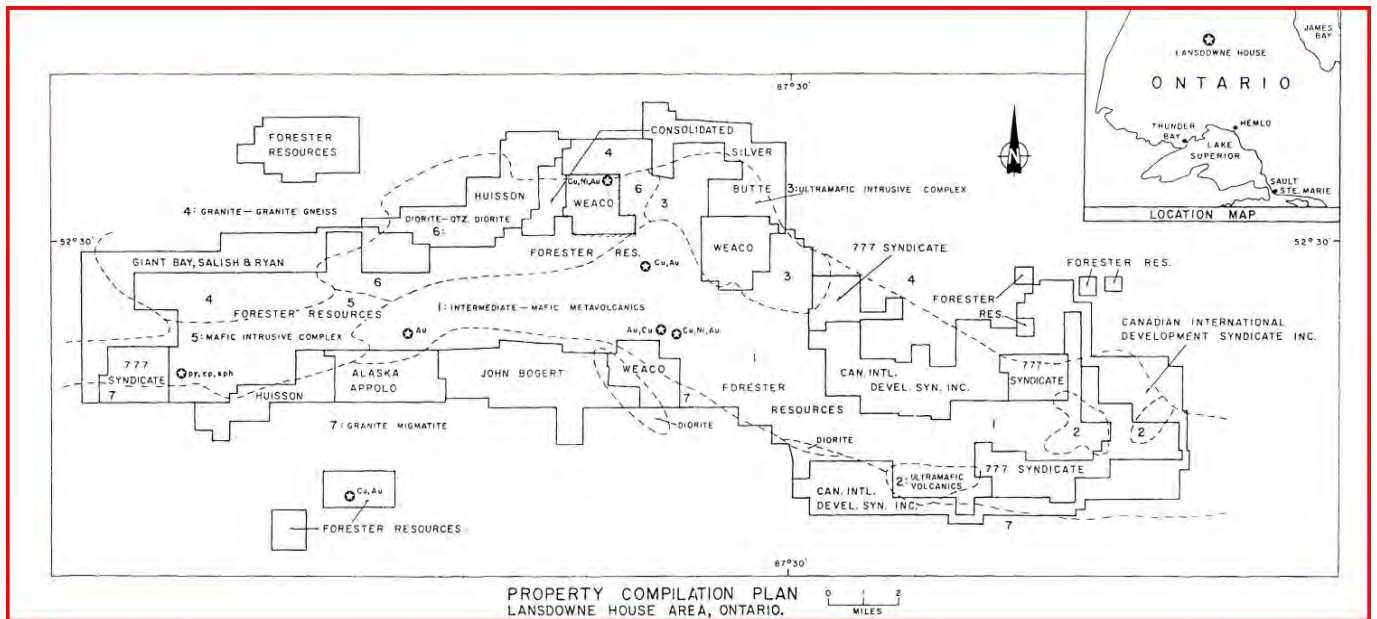 JAMES
BAY
LANSDOWNE HOUSE
ONTARIO
THUNDER
BAY
HEMLO
LAKE
SUPERIOR
SAULT
STE. MARIE
LOCATION MAP
87°30'
N
FORESTER
RESOURCES
CONSOLIDATED
SILVER
BUTTE
4
Cu,Ni,Au
6
3
3: ULTRAMAFIC INTRUSIVE COMPLEX
HUISSON
WEACO
4: GRANITE-GRANITE GNEISS
DIORITE-QTZ. DIORITE
6:
52°30'
52°30'
GIANT BAY, SALISH & RYAN
FORESTER RES.
WEACO
777 SYNDICATE
Cu,Au
FORESTER RES.
6
3
4
4
5
FORESTER RESOURCES
1: INTERMEDIATE-MAFIC METAVOLCANICS
FORESTER
RES.
5: MAFIC INTRUSIVE COMPLEX
Au
Au,Cu
Cu,Ni,Au
CANADIAN INTERNATIONAL
DEVELOPMENT SYNDICATE INC.
777
SYNDICATE
7
py,cp,sph
HUISSON
ALASKA
APPOLO
JOHN BOGERT
WEACO
7
1
FORESTER
RESOURCES
CAN. INTL.
DEVEL. SYN. INC.
777
SYNDICATE
7: GRANITE MIGMATITE
DIORITE
1
2
2
DIORITE
777 SYNDICATE
2: ULTRAMAFIC
VOLCANICS
CAN. INTL.
DEVEL. SYN. INC.
7
Cu,Au
FORESTER RESOURCES
87°30'
PROPERTY COMPILATION PLAN
LANSDOWNE HOUSE AREA, ONTARIO.
0 1 2
MILES